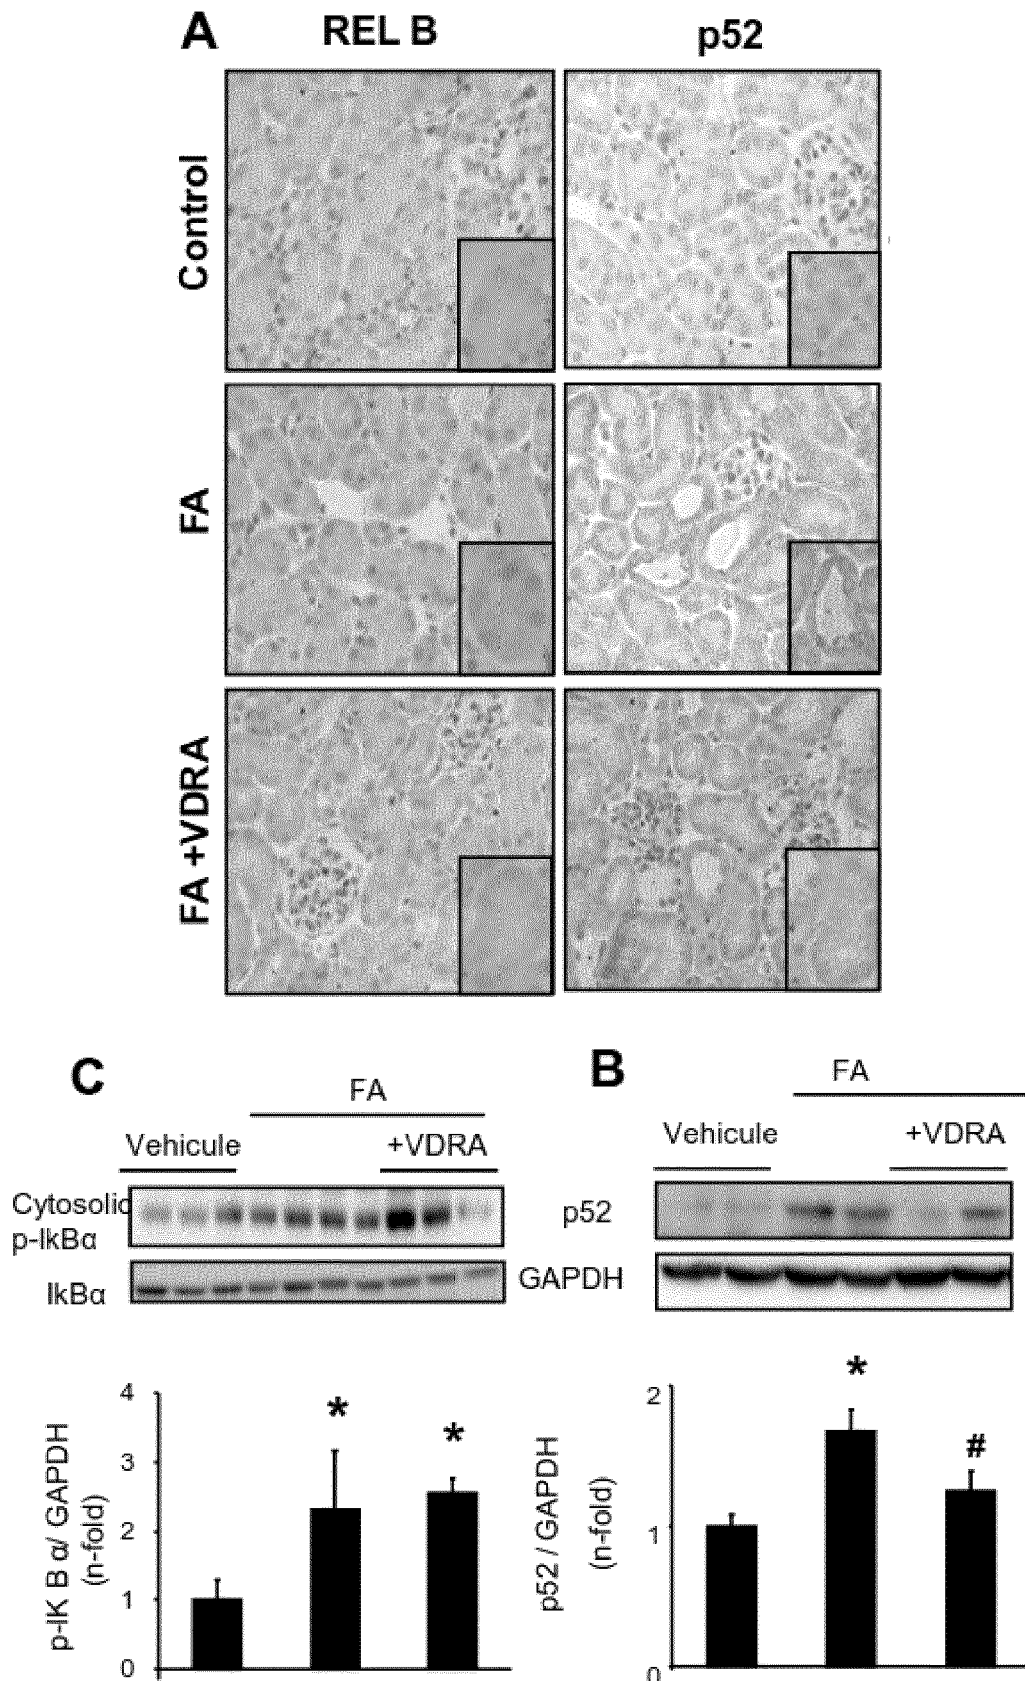 A
REL B
p52
Control
FA
FA +VDRA
C
FA
Vehicule
+VDRA
Cytosolic
p-IkBα
IkBα
4
3
2
1
0
p-IK B α/ GAPDH
(n-fold)
*
*
B
FA
Vehicule
+VDRA
p52
GAPDH
2
1
0
p52 / GAPDH
(n-fold)
*
#